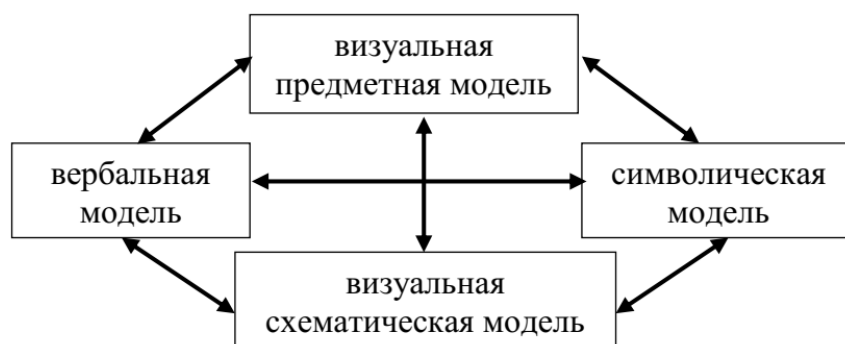 визуальная
предметная модель
вербальная
модель
символическая
модель
визуальная
схематическая модель